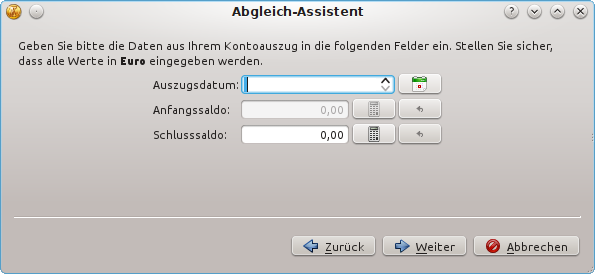 Abgleich-Assistent
Geben Sie bitte die Daten aus Ihrem Kontoauszug in die folgenden Felder ein. Stellen Sie sicher,
dass alle Werte in Euro eingegeben werden.
Auszugsdatum:
Anfangssaldo: 0,00
Schlusssaldo: 0,00
Zurück Weiter Abbrechen